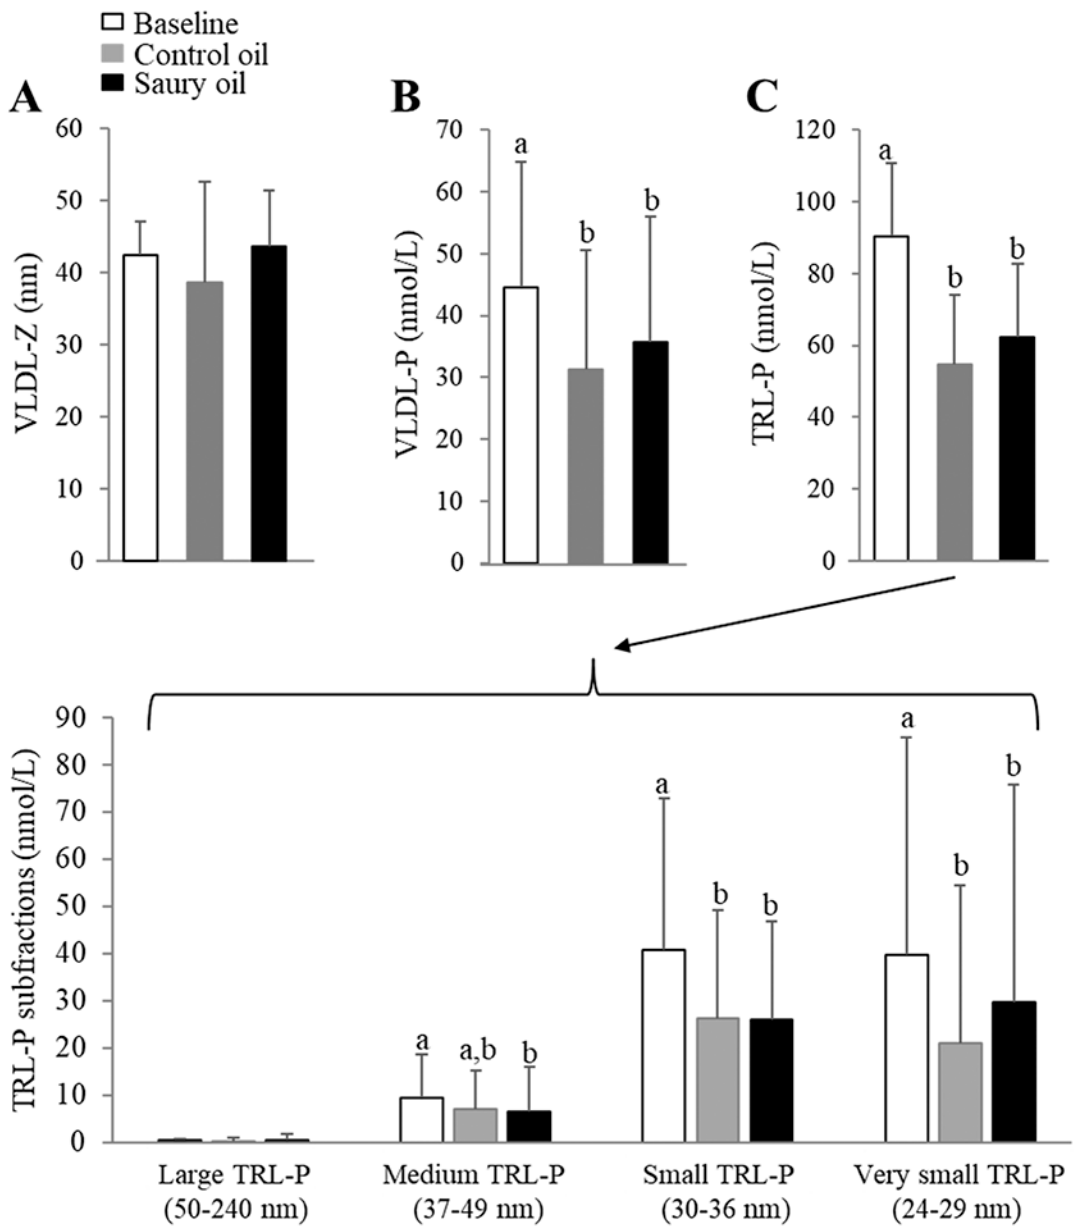 Baseline
Control oil
Saury oil
A
60
50
40
30
20
10
0
VLDL-Z (nm)
B
70
60
50
40
30
20
10
0
VLDL-P (nmol/L)
a
b
b
C
120
100
80
60
40
20
0
TRL-P (nmol/L)
a
b
b
90
80
70
60
50
40
30
20
10
0
TRL-P subfractions (nmol/L)
a
a,b
b
a
b
b
a
b
b
Large TRL-P
(50-240 nm)
Medium TRL-P
(37-49 nm)
Small TRL-P
(30-36 nm)
Very small TRL-P
(24-29 nm)